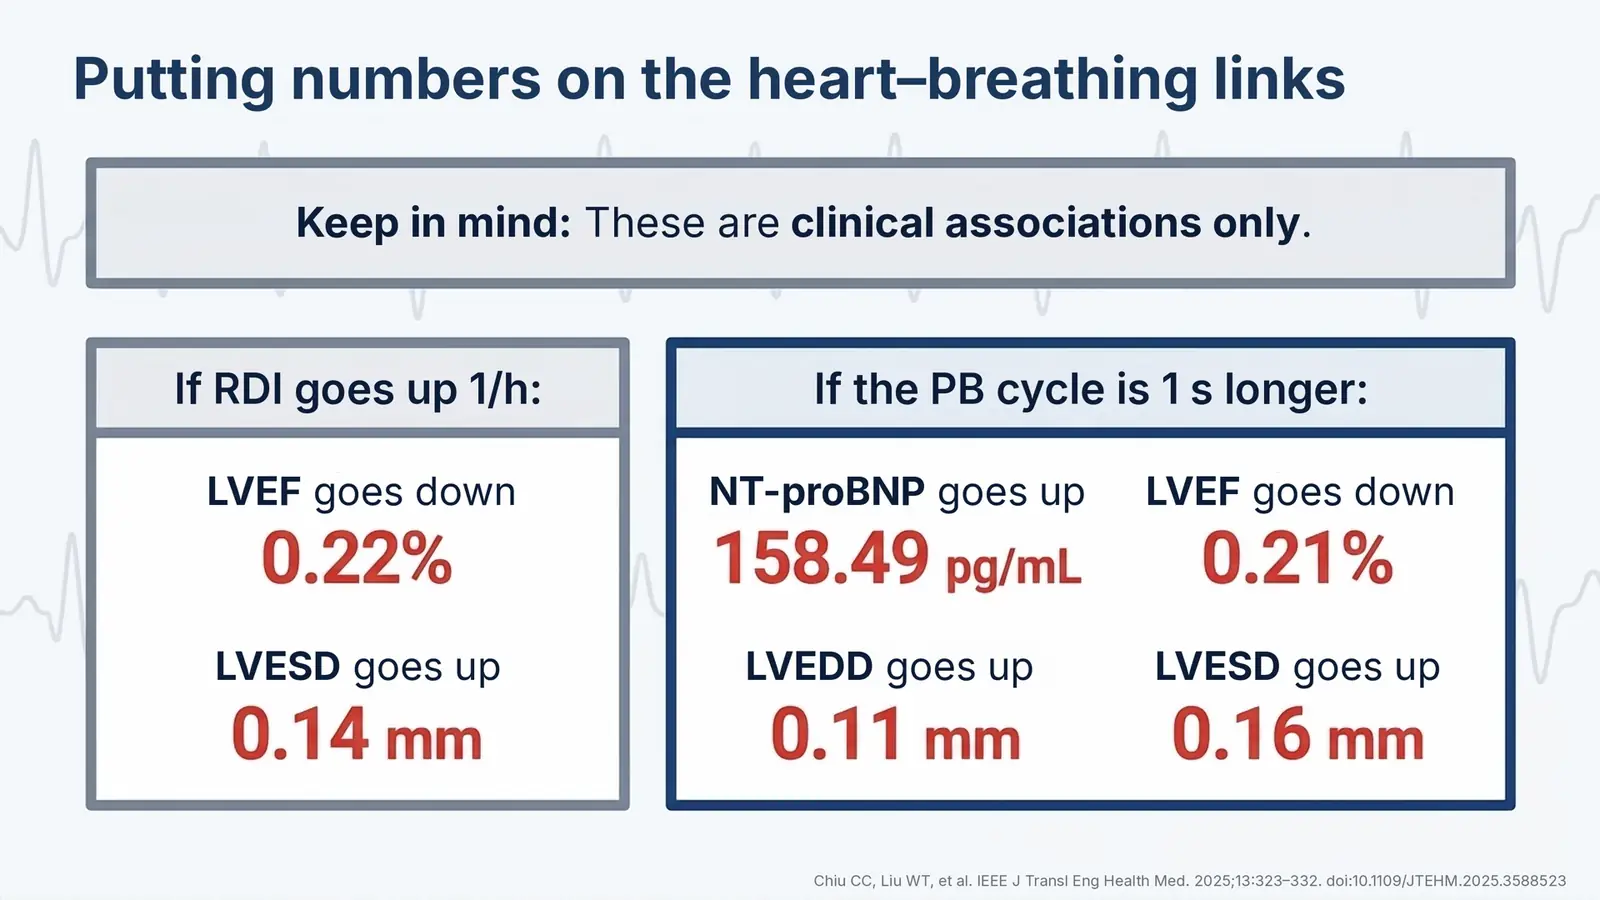 Putting numbers on the heart–breathing links
Keep in mind: These are clinical associations only.
If RDI goes up 1/h:
LVEF goes down
0.22%
LVESD goes up
0.14 mm
If the PB cycle is 1 s longer:
NT-proBNP goes up
158.49 pg/mL
LVEF goes down
0.21%
LVEDD goes up
0.11 mm
LVESD goes up
0.16 mm
Chiu CC, Liu WT, et al. IEEE J Transl Eng Health Med. 2025;13:323–332. doi:10.1109/JTEHM.2025.3588523